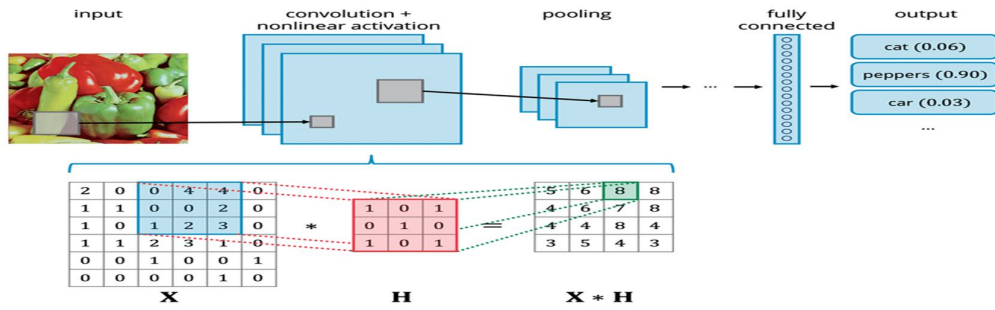 input
convolution +
nonlinear activation
pooling
fully
connected
output
cat (0.06)
peppers (0.90)
car (0.03)
...
...
2 0 0 4 4 0
1 1 0 0 2 0
1 0 1 2 3 0
1 1 2 3 1 0
0 0 1 0 0 1
0 0 0 0 1 0
*
1 0 1
0 1 0
1 0 1
=
5 6 8 8
4 6 7 8
4 4 8 4
3 5 4 3
X
H
X * H